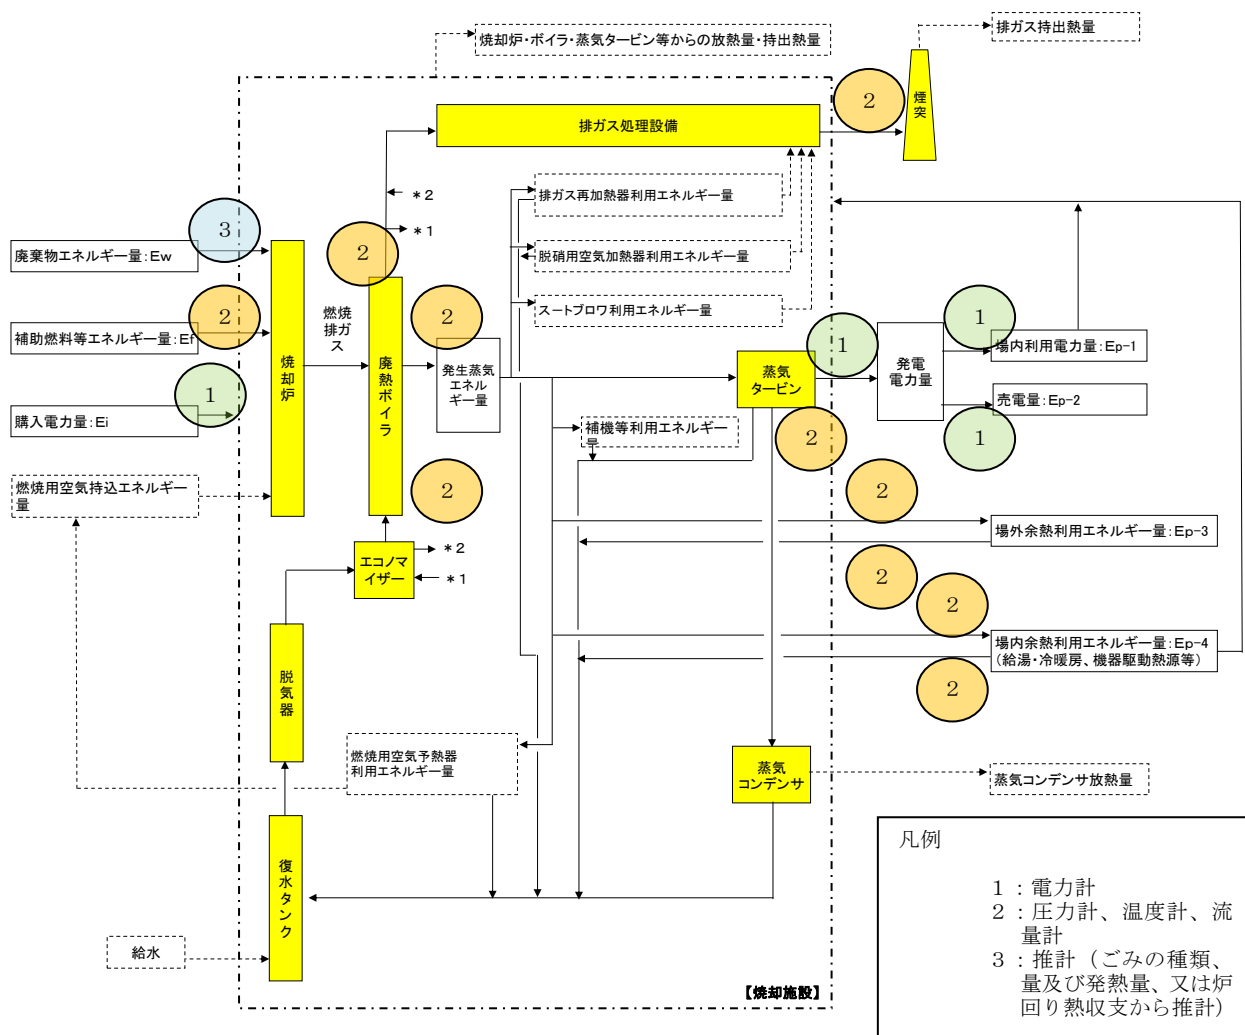 焼却炉・ボイラ・蒸気タービン等からの放熱量・持出熱量
排ガス持出熱量
2
煙突
排ガス処理設備
排ガス再加熱器利用エネルギー量
*2
*1
3
廃棄物エネルギー量:Ew
2
脱硝用空気加熱器利用エネルギー量
2
補助燃料等エネルギー量:Ef
燃焼
排ガ
ス
2
スートブロワ利用エネルギー量
1
1
場内利用電力量:Ep-1
焼却炉
廃熱ボイラ
発生蒸気
エネル
ギー量
蒸気
タービン
発電
電力量
1
購入電力量:Ei
売電量:Ep-2
補機等利用エネルギー
量
2
1
燃焼用空気持込エネルギー
量
2
2
場外余熱利用エネルギー量:Ep-3
エコノマ
イザー
*2
*1
2
2
場内余熱利用エネルギー量:Ep-4
(給湯・冷暖房、機器駆動熱源等)
2
脱気器
燃焼用空気予熱器
利用エネルギー量
蒸気
コンデンサ
蒸気コンデンサ放熱量
復水タンク
給水
【焼却施設】
凡例
1:電力計
2:圧力計、温度計、流
量計
3:推計(ごみの種類、
量及び発熱量、又は炉
回り熱収支から推計)